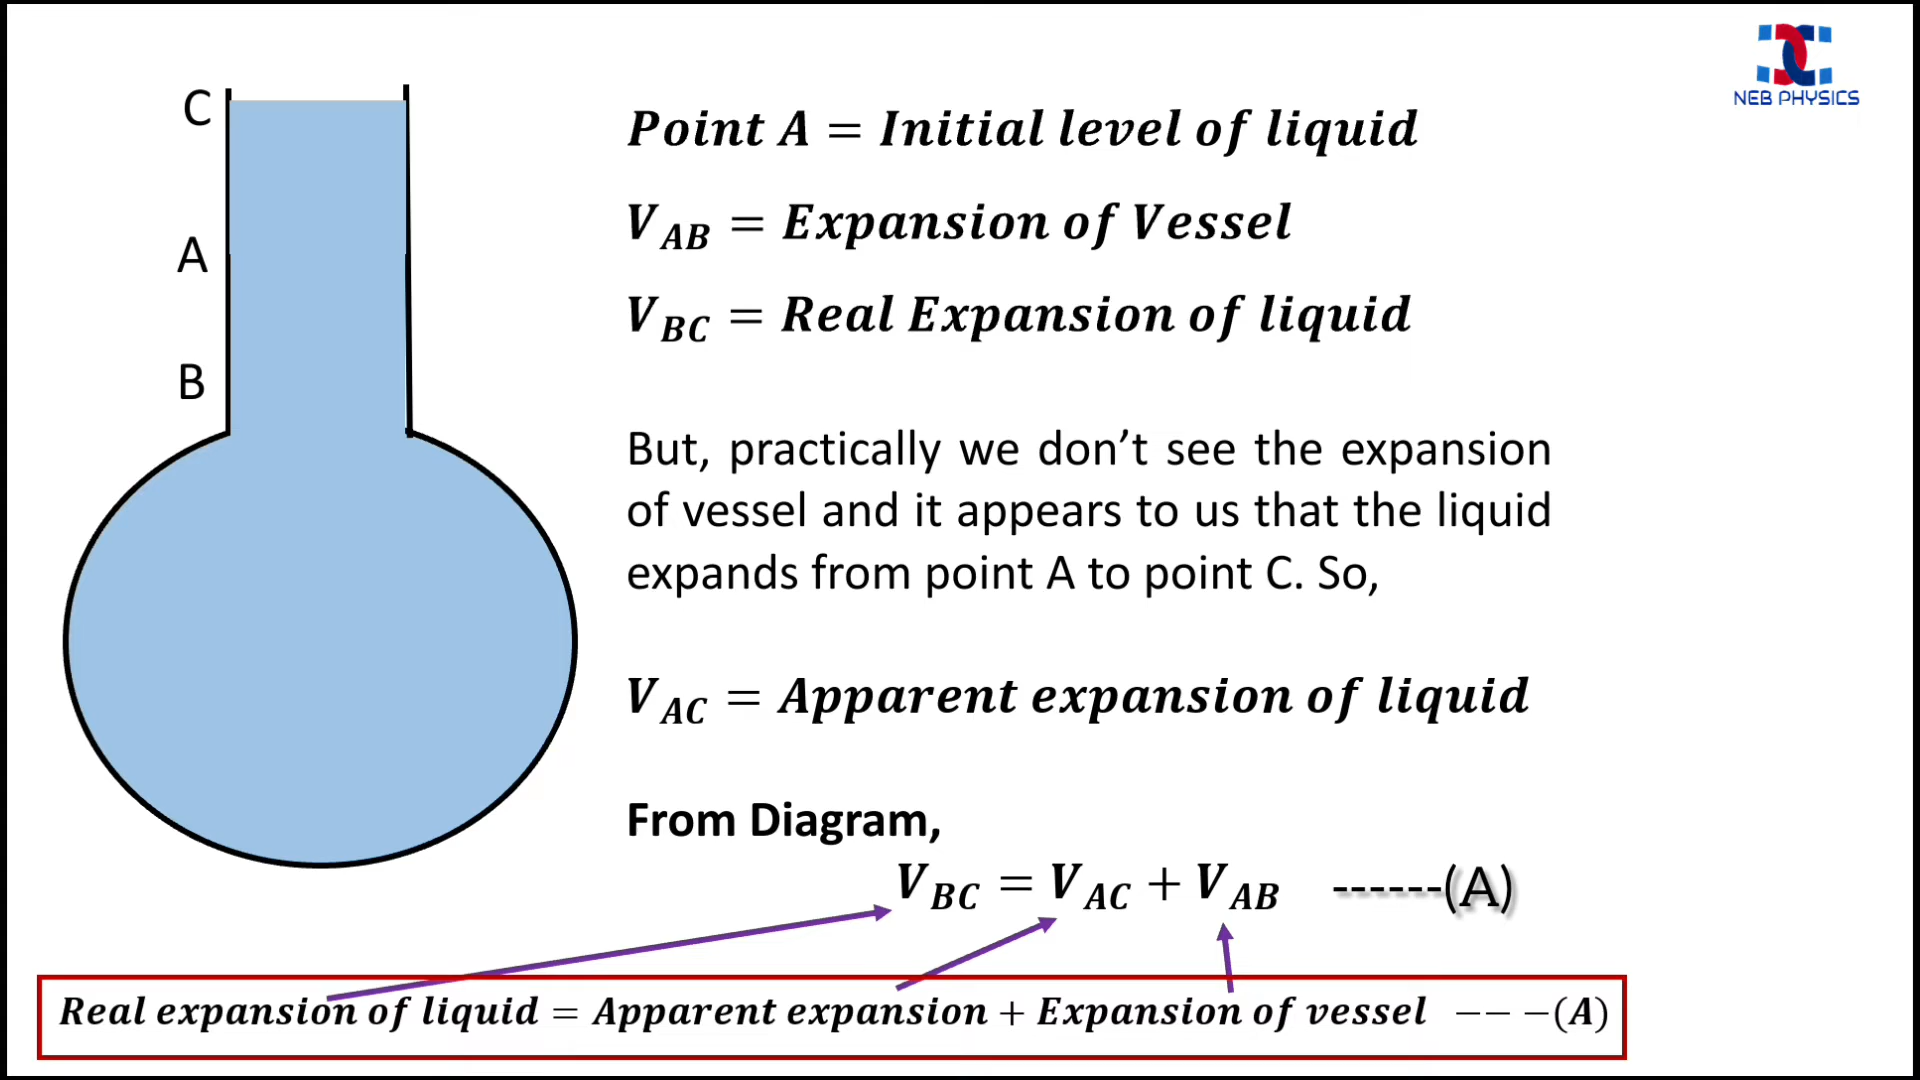 NEB PHYSICS
C
A
B
Point A = Initial level of liquid
V_AB = Expansion of Vessel
V_BC = Real Expansion of liquid
But, practically we don’t see the expansion
of vessel and it appears to us that the liquid
expands from point A to point C. So,
V_AC = Apparent expansion of liquid
From Diagram,
V_BC = V_AC + V_AB ------(A)
Real expansion of liquid = Apparent expansion + Expansion of vessel −− −(A)